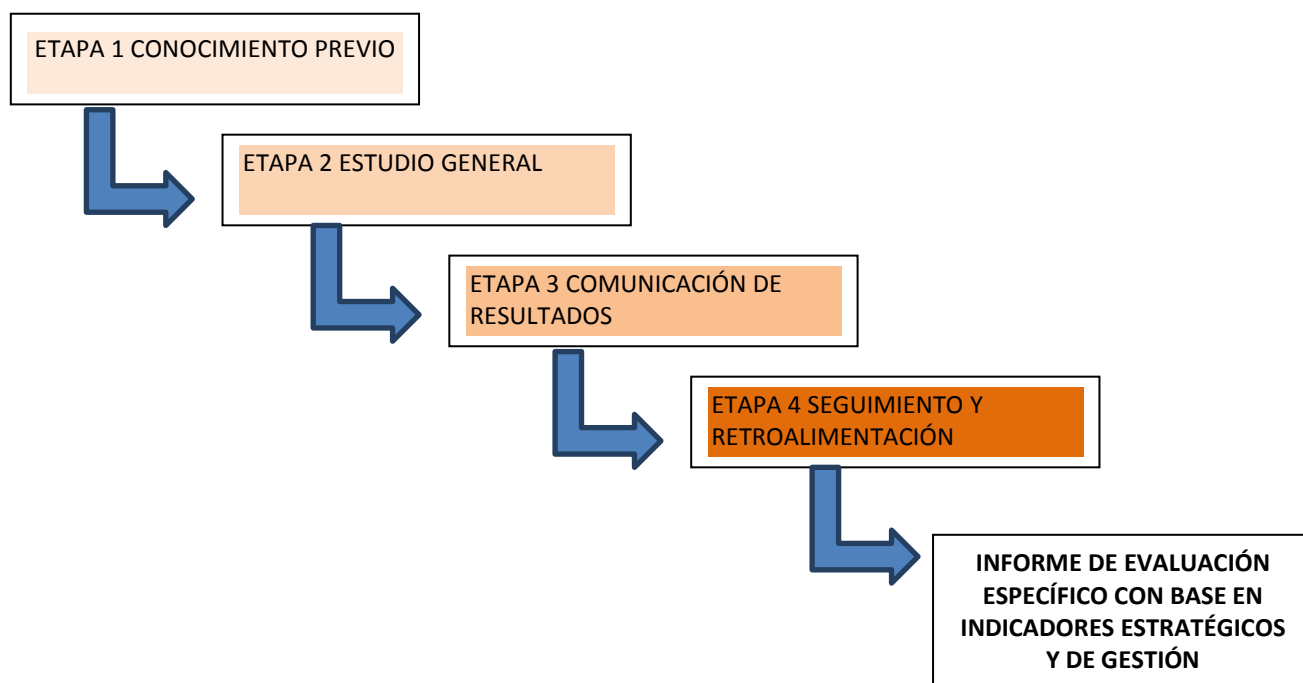 ETAPA 1 CONOCIMIENTO PREVIO
ETAPA 2 ESTUDIO GENERAL
ETAPA 3 COMUNICACIÓN DE
RESULTADOS
ETAPA 4 SEGUIMIENTO Y
RETROALIMENTACIÓN
INFORME DE EVALUACIÓN
ESPECÍFICO CON BASE EN
INDICADORES ESTRATÉGICOS
Y DE GESTIÓN